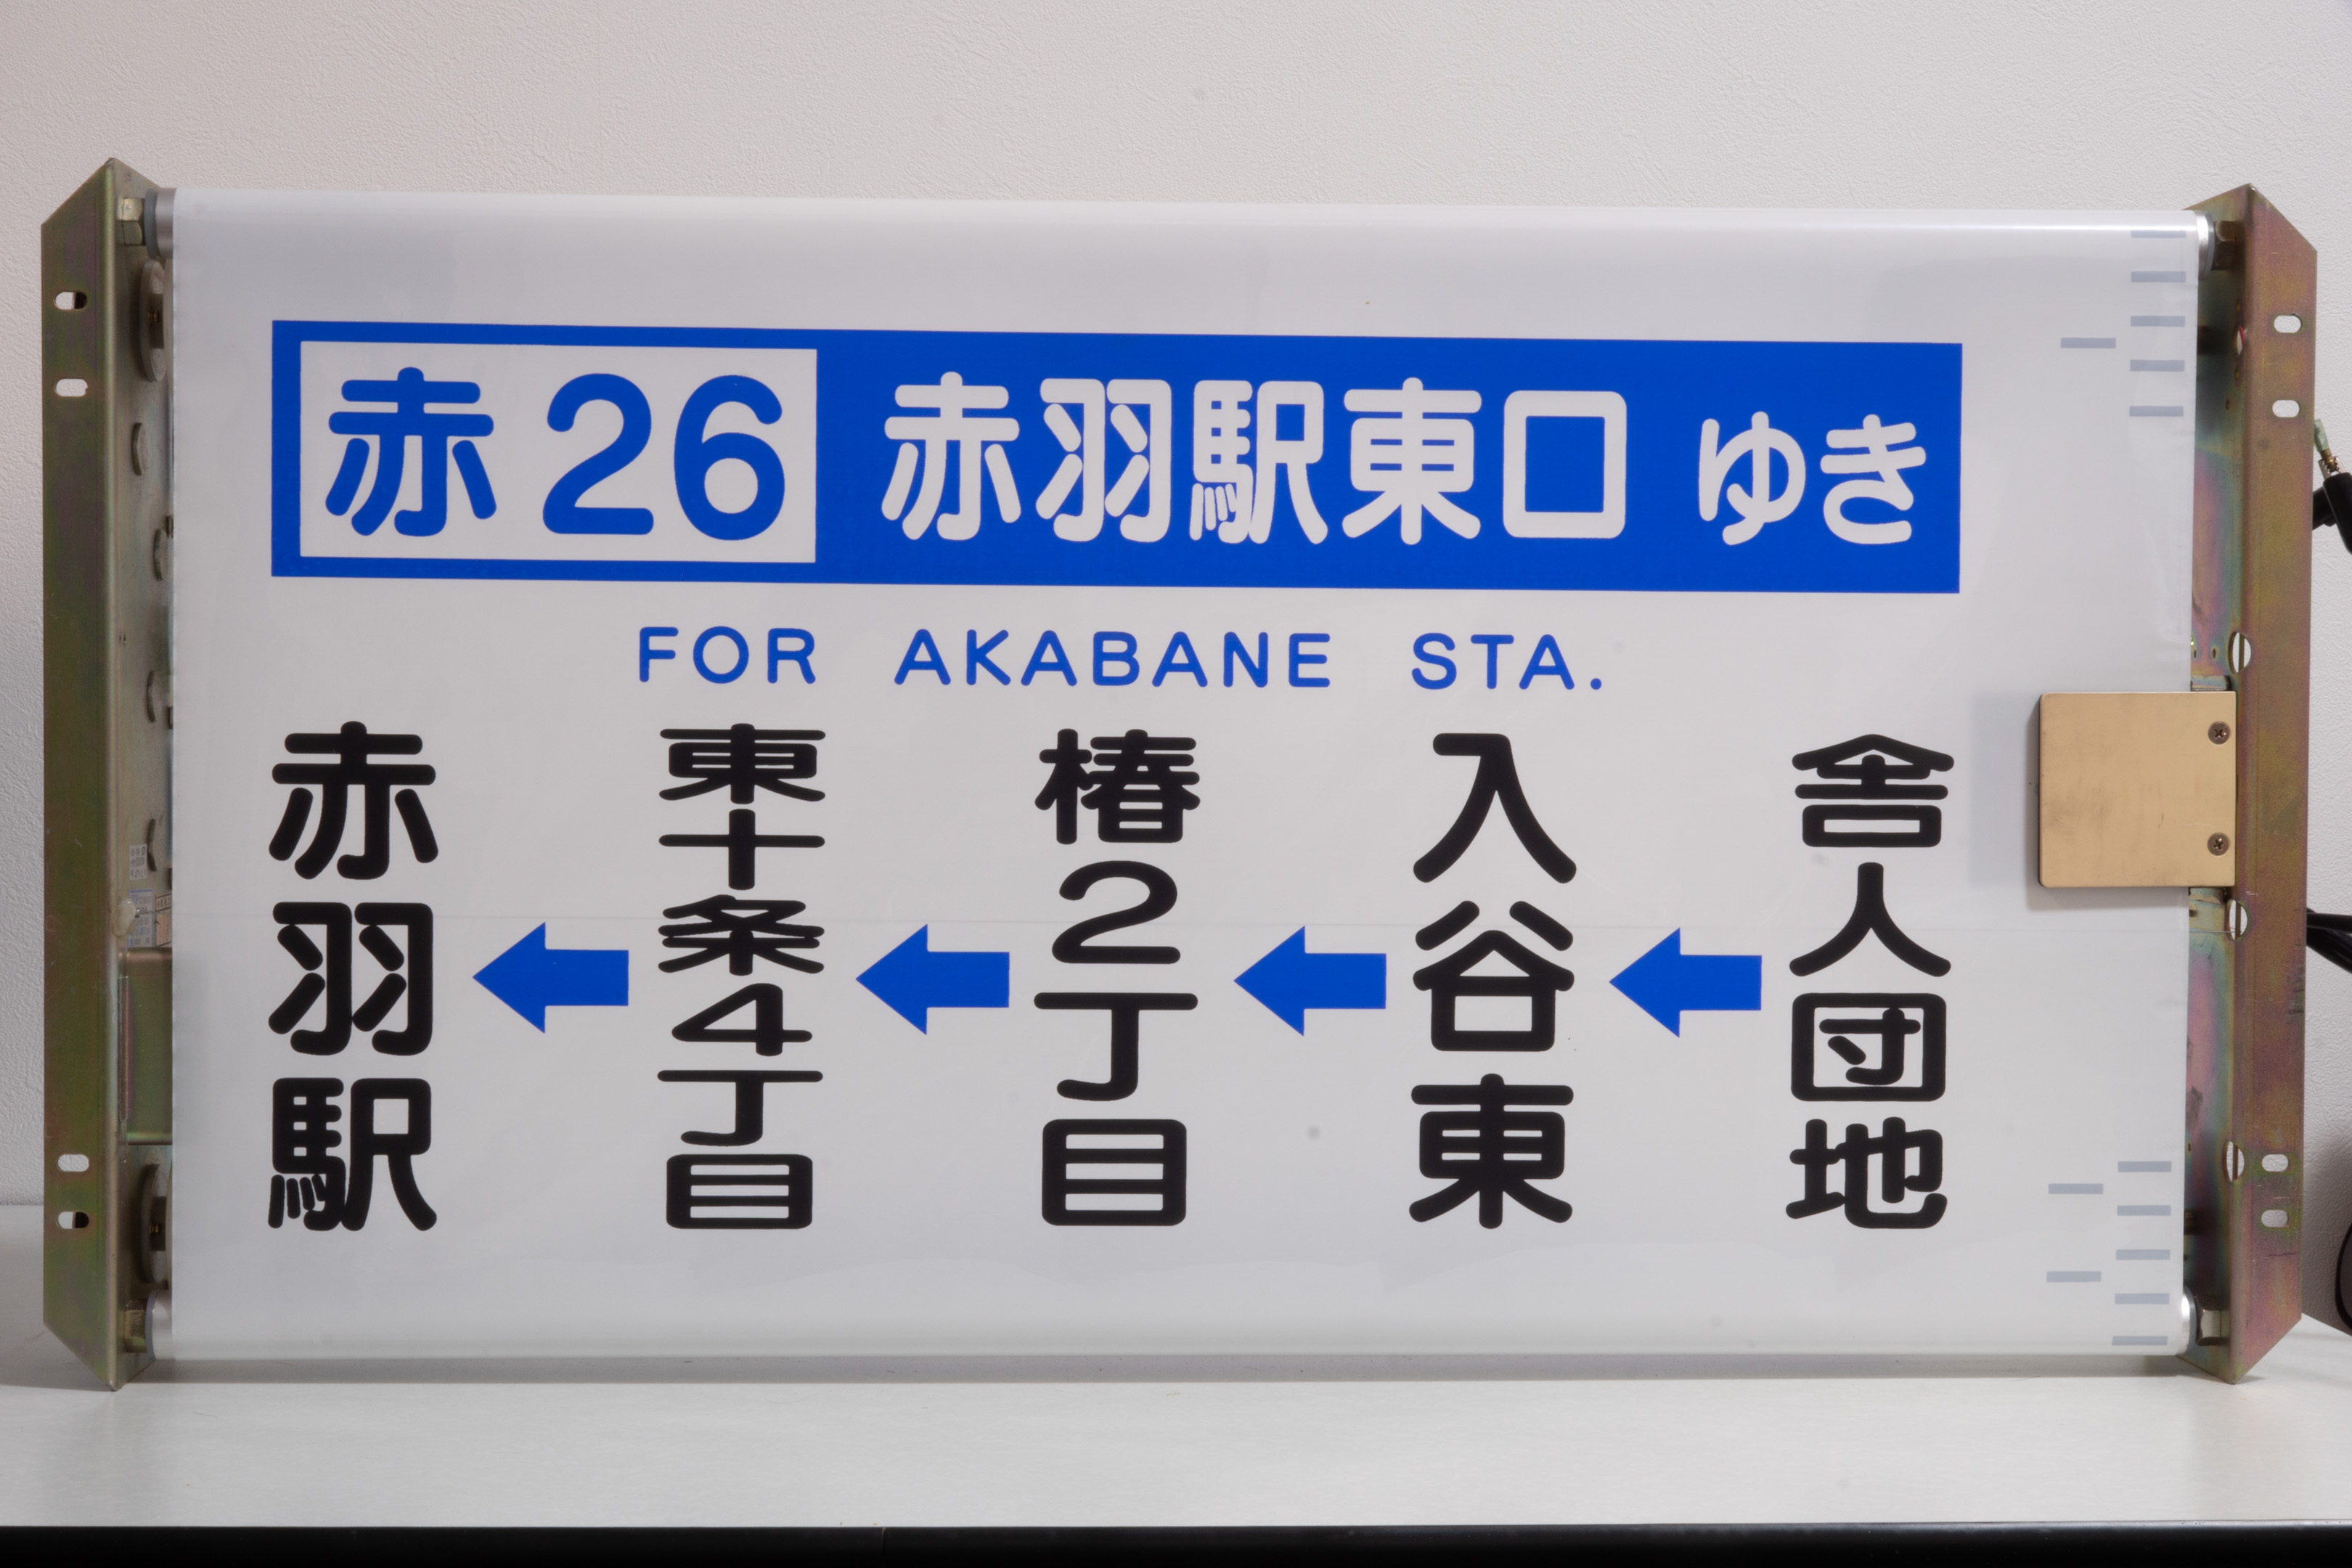 赤26 赤羽駅東口 ゆき
FOR AKABANE STA.
赤羽駅
東十条4丁目
椿2丁目
入谷東
舎人団地